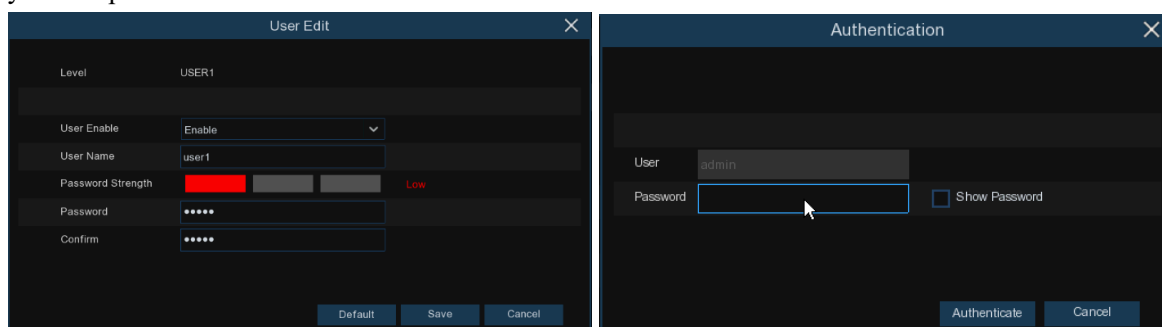 User Edit
Level USER1
User Enable Enable
User Name user1
Password Strength Low
Password •••••
Confirm •••••
Default Save Cancel
Authentication
User admin
Password Show Password
Authenticate Cancel